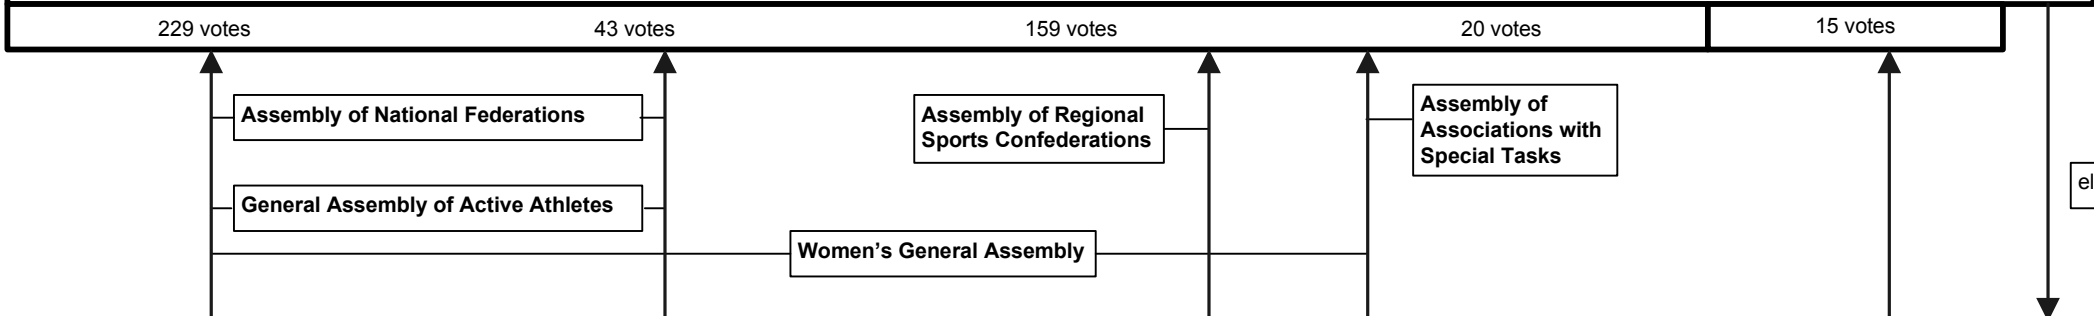 229 votes
43 votes
159 votes
20 votes
15 votes
Assembly of National Federations
Assembly of Regional
Sports Confederations
Assembly of
Associations with
Special Tasks
General Assembly of Active Athletes
Women’s General Assembly